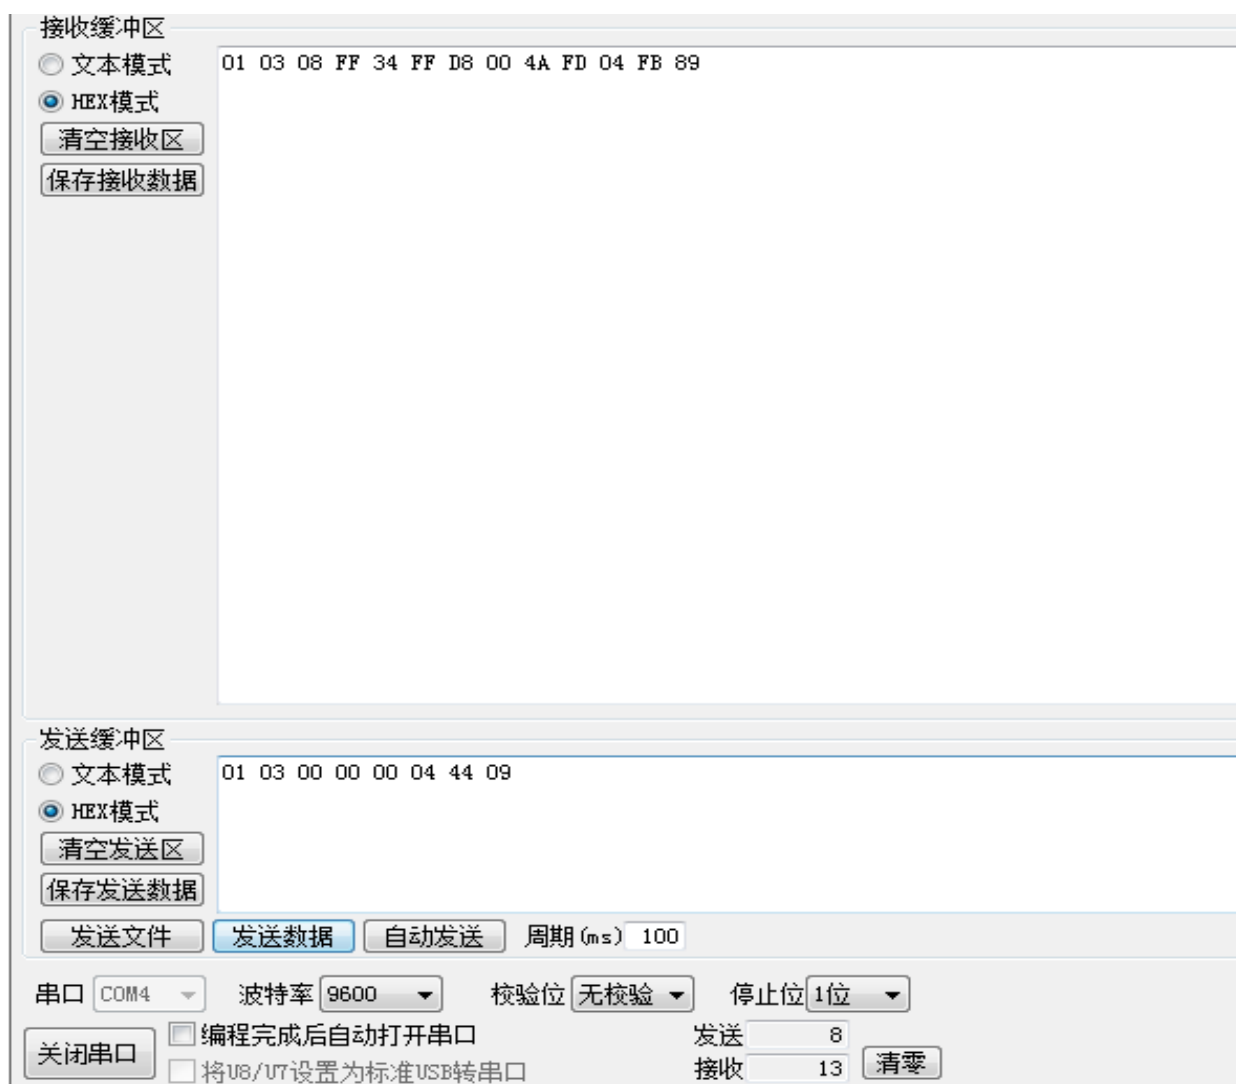 接收缓冲区
文本模式
01 03 08 FF 34 FF D8 00 4A FD 04 FB 89
HEX模式
清空接收区
保存接收数据
发送缓冲区
文本模式
01 03 00 00 00 04 44 09
HEX模式
清空发送区
保存发送数据
发送文件 发送数据 自动发送 周期(ms) 100
串口 COM4 波特率 9600 校验位 无校验 停止位 1位
关闭串口 编程完成后自动打开串口 发送 8
将U8/U7设置为标准USB转串口 接收 13 清零